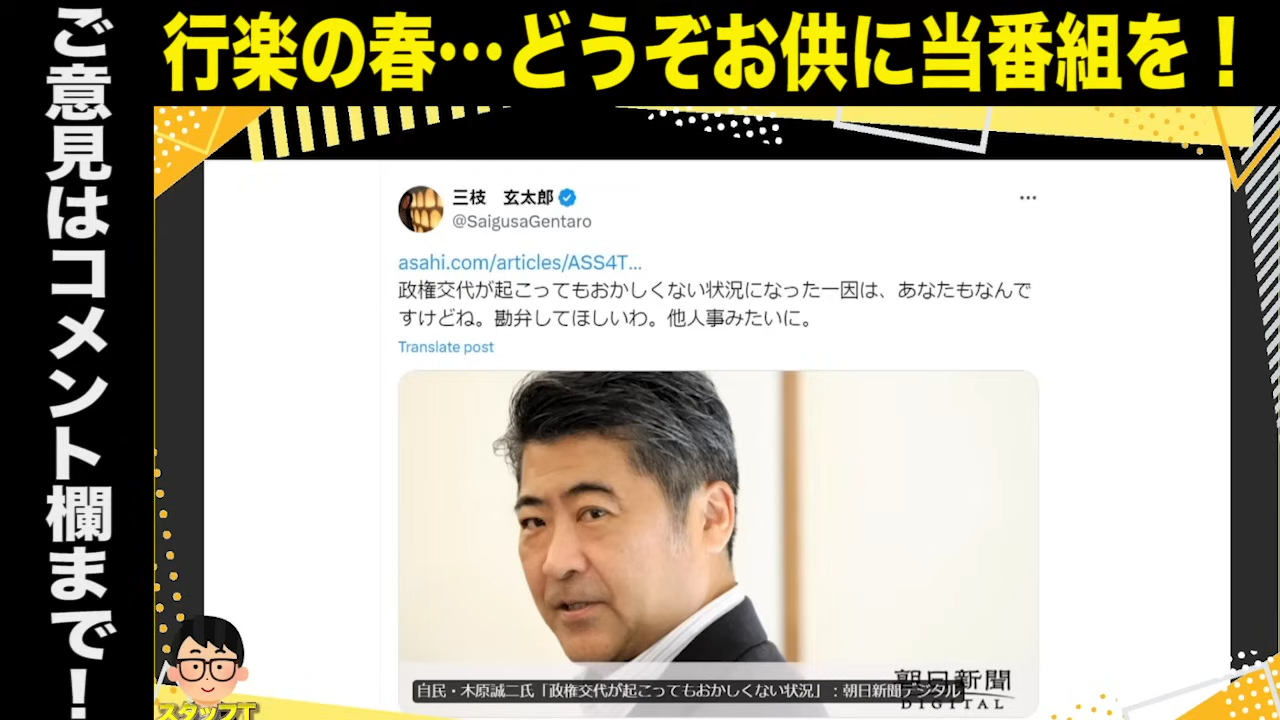 行楽の春…どうぞお供に当番組を！
ご意見はコメント欄まで！
三枝　玄太郎
@SaigusaGentaro
asahi.com/articles/ASS4T...
政権交代が起こってもおかしくない状況になった一因は、あなたもなんで
すけどね。勘弁してほしいわ。他人事みたいに。
Translate post
朝日新聞
DIGITAL
自民・木原誠二氏「政権交代が起こってもおかしくない状況」：朝日新聞デジタル
スタッフT